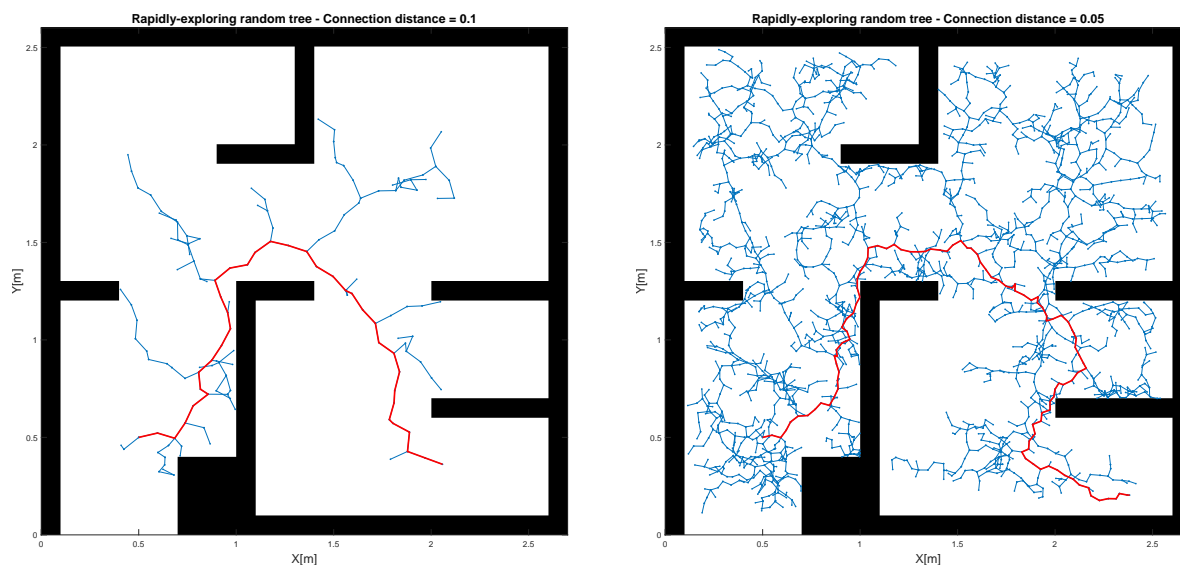 Rapidly-exploring random tree - Connection distance = 0.1
2.5
2
1.5
1
0.5
0
Y[m]
0 0.5 1 1.5 2 2.5
X[m]
Rapidly-exploring random tree - Connection distance = 0.05
2.5
2
1.5
1
0.5
0
Y[m]
0 0.5 1 1.5 2 2.5
X[m]